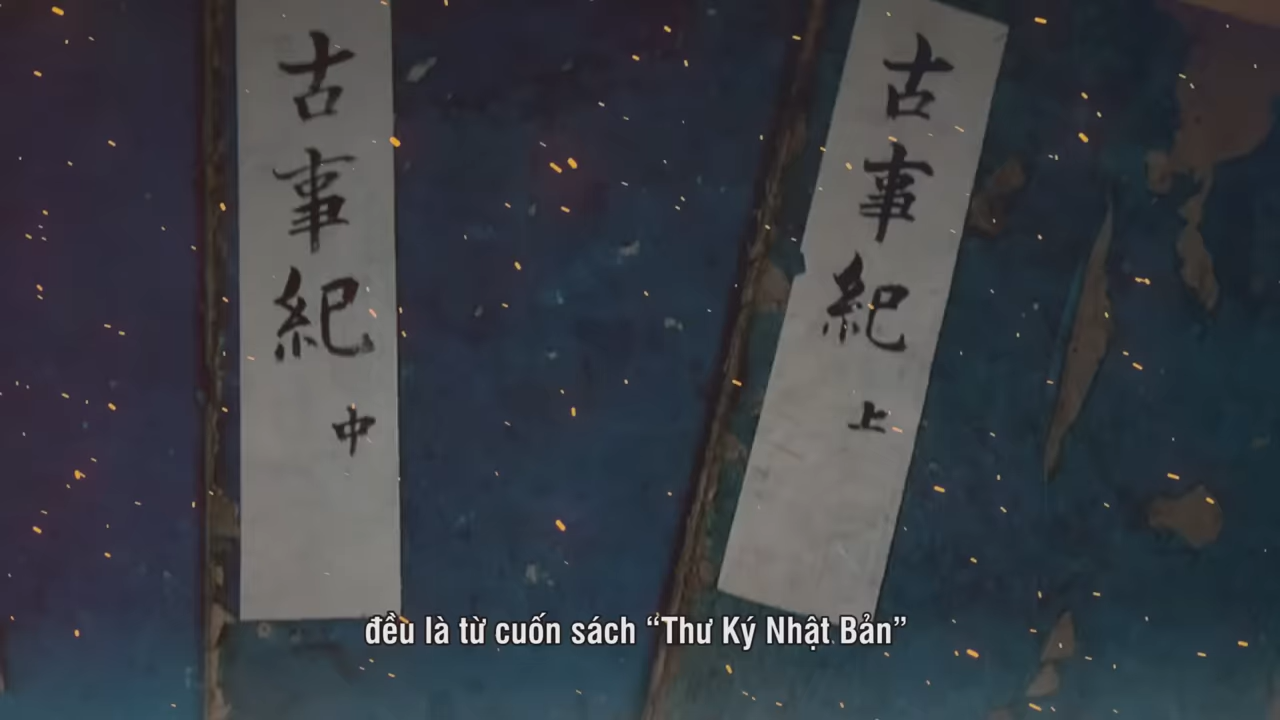 古事紀
上
古事紀
中
đều là từ cuốn sách “Thư Ký Nhật Bản”